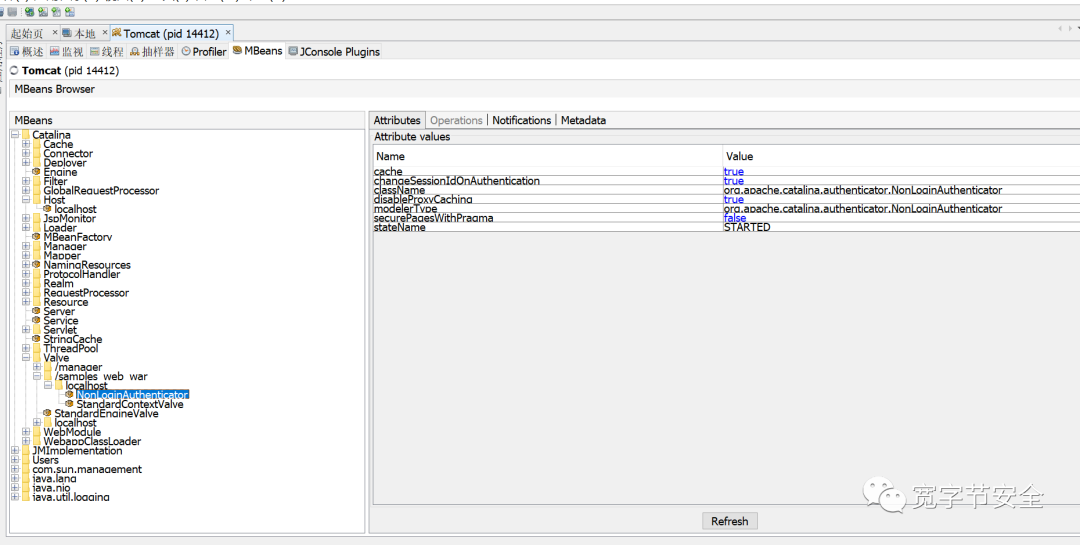 起始页 × 本地 × Tomcat (pid 14412) ×
概述 监视 线程 抽样器 Profiler MBeans JConsole Plugins
Tomcat (pid 14412)
MBeans Browser
MBeans
Catalina
Cache
Connector
Deployer
Engine
Filter
GlobalRequestProcessor
Host
localhost
JspMonitor
Loader
MBeanFactory
Manager
Mapper
NamingResources
ProtocolHandler
Realm
RequestProcessor
Resource
Server
Service
Servlet
StringCache
ThreadPool
Valve
/manager
/samples_web_war
localhost
NonLoginAuthenticator
StandardContextValve
StandardEngineValve
localhost
WebModule
WebappClassLoader
JMImplementation
Users
com.sun.management
java.lang
java.nio
java.util.logging
Attributes Operations Notifications Metadata
Attribute values
Name Value
cache true
changeSessionIdOnAuthentication true
className org.apache.catalina.authenticator.NonLoginAuthenticator
disableProxyCaching true
modelerType org.apache.catalina.authenticator.NonLoginAuthenticator
securePagesWithPragma false
stateName STARTED
Refresh
宽字节安全